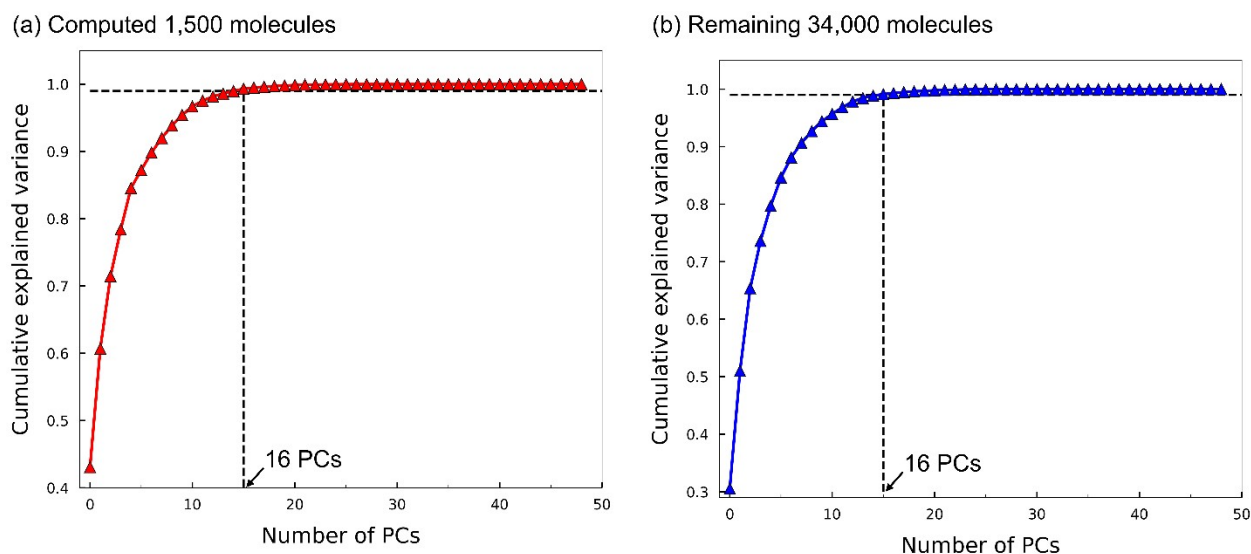 (a) Computed 1,500 molecules
Cumulative explained variance
1.0
0.9
0.8
0.7
0.6
0.5
0.4
16 PCs
0 10 20 30 40 50
Number of PCs
(b) Remaining 34,000 molecules
Cumulative explained variance
1.0
0.9
0.8
0.7
0.6
0.5
0.4
0.3
16 PCs
0 10 20 30 40 50
Number of PCs